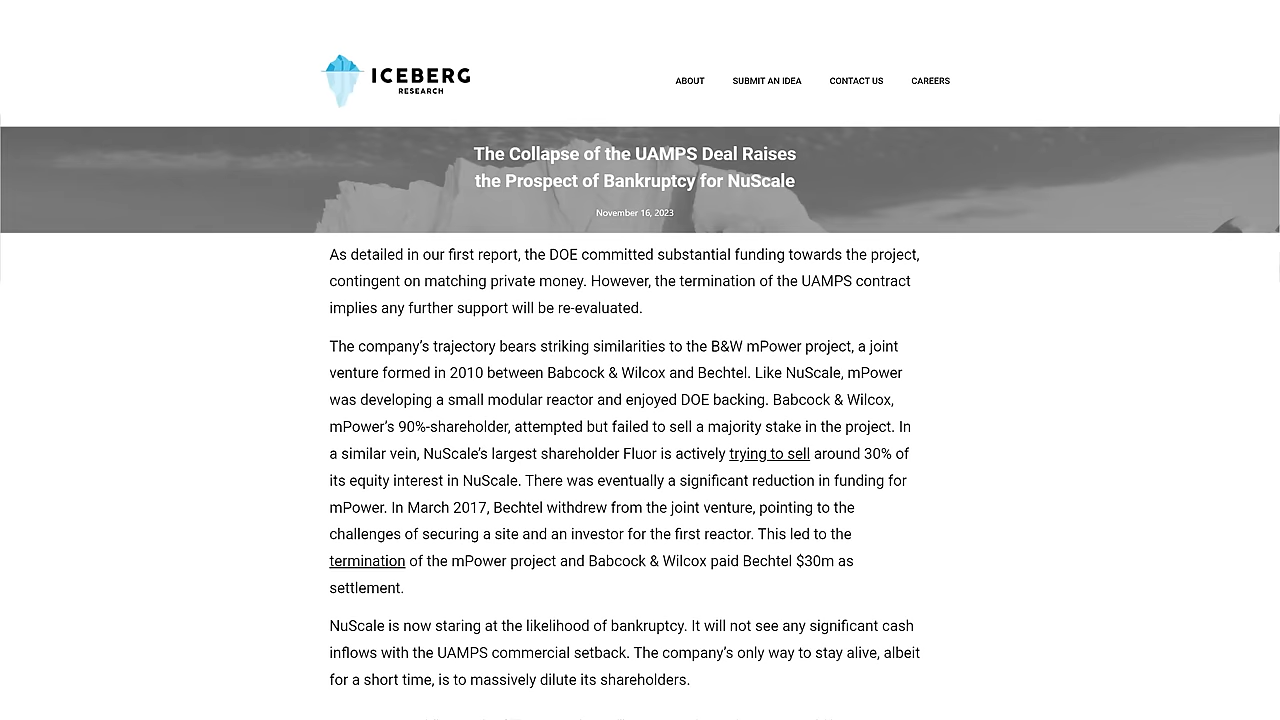 ICEBERG
RESEARCH
ABOUT SUBMIT AN IDEA CONTACT US CAREERS
The Collapse of the UAMPS Deal Raises
the Prospect of Bankruptcy for NuScale
November 16, 2023
As detailed in our first report, the DOE committed substantial funding towards the project,
contingent on matching private money. However, the termination of the UAMPS contract
implies any further support will be re-evaluated.
The company’s trajectory bears striking similarities to the B&W mPower project, a joint
venture formed in 2010 between Babcock & Wilcox and Bechtel. Like NuScale, mPower
was developing a small modular reactor and enjoyed DOE backing. Babcock & Wilcox,
mPower’s 90%-shareholder, attempted but failed to sell a majority stake in the project. In
a similar vein, NuScale’s largest shareholder Fluor is actively trying to sell around 30% of
its equity interest in NuScale. There was eventually a significant reduction in funding for
mPower. In March 2017, Bechtel withdrew from the joint venture, pointing to the
challenges of securing a site and an investor for the first reactor. This led to the
termination of the mPower project and Babcock & Wilcox paid Bechtel $30m as
settlement.
NuScale is now staring at the likelihood of bankruptcy. It will not see any significant cash
inflows with the UAMPS commercial setback. The company’s only way to stay alive, albeit
for a short time, is to massively dilute its shareholders.